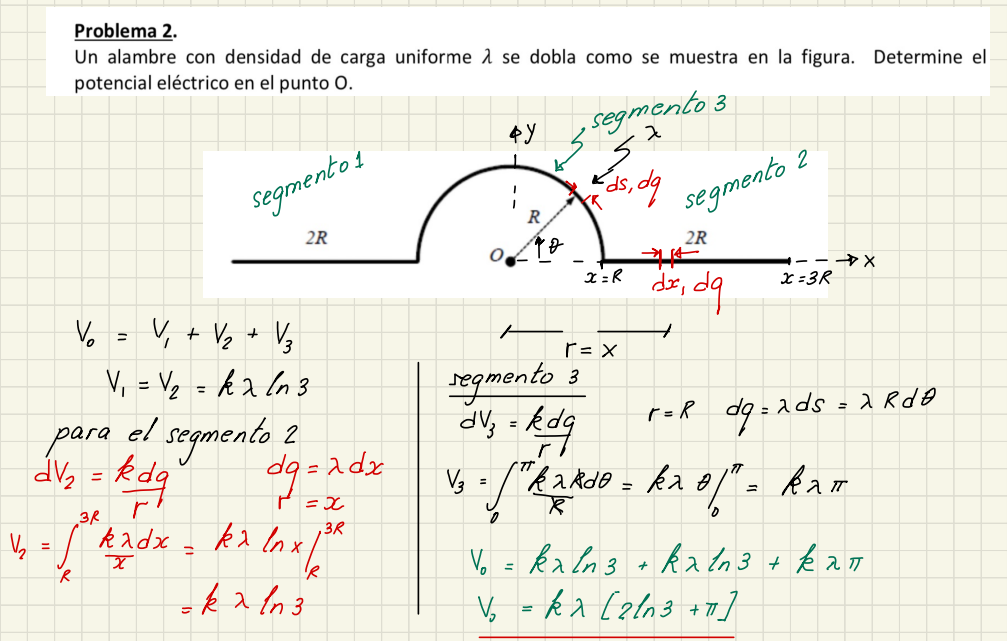 Problema 2.
Un alambre con densidad de carga uniforme λ se dobla como se muestra en la figura. Determine el
potencial eléctrico en el punto O.
segmento 1
y
segmento 3
λ
ds, dq
segmento 2
2R
R
2R
O
θ
x
x=R
dx, dq
x=3R
r = x
V₀ = V₁ + V₂ + V₃
V₁ = V₂ = kλ ln 3
para el segmento 2
dV₂ = kdq/r
dq = λdx
r = x
V₂ = ∫_R^3R kλdx/x = kλ ln x |_R^3R
= kλ ln 3
segmento 3
dV₃ = kdq/r
r = R dq = λds = λRdθ
V₃ = ∫_0^π kλRdθ/R = kλ θ|_0^π = kλπ
V₀ = kλ ln 3 + kλ ln 3 + kλπ
V₀ = kλ [2 ln 3 + π]